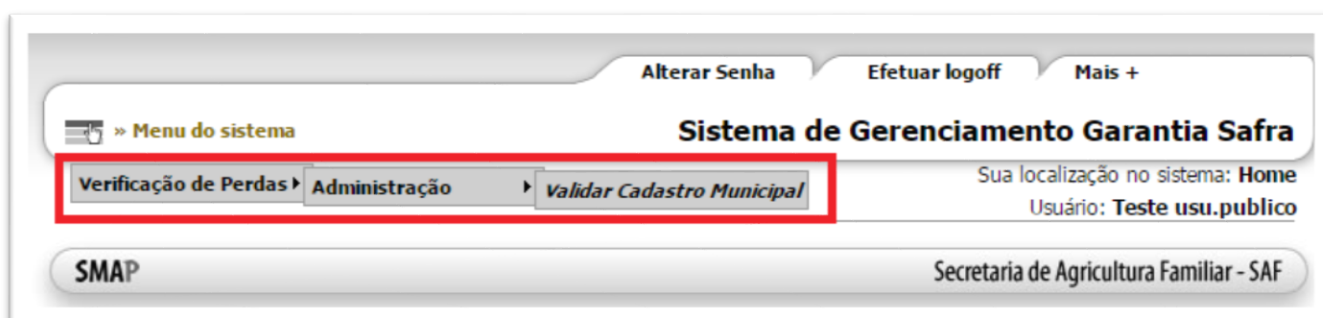 Alterar Senha Efetuar logoff Mais +
» Menu do sistema Sistema de Gerenciamento Garantia Safra
Verificação de Perdas Administração Validar Cadastro Municipal
Sua localização no sistema: Home
Usuário: Teste usu.publico
SMAP Secretaria de Agricultura Familiar - SAF